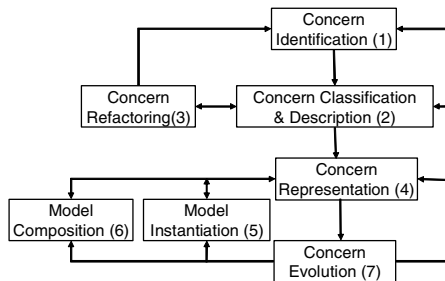 Concern
Identification (1)
Concern
Refactoring(3)
Concern Classification
& Description (2)
Concern
Representation (4)
Model
Composition (6)
Model
Instantiation (5)
Concern
Evolution (7)